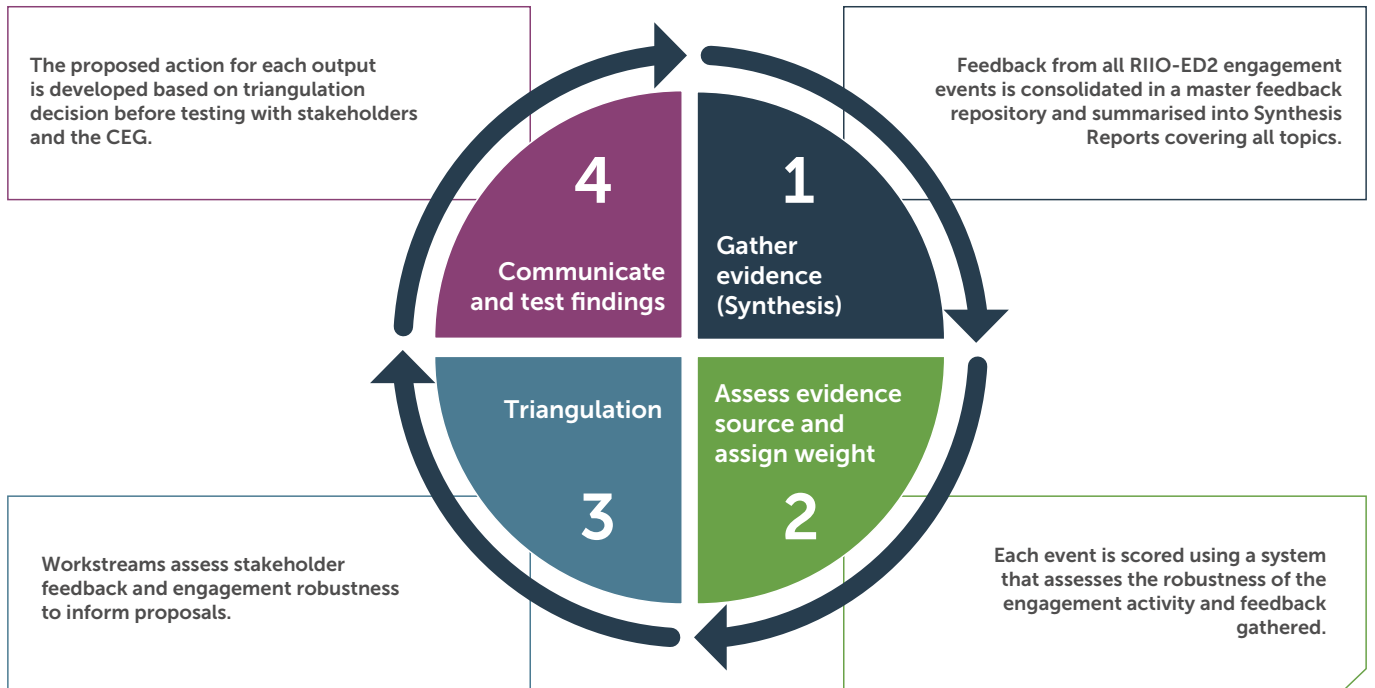 The proposed action for each output
is developed based on triangulation
decision before testing with stakeholders
and the CEG.
Feedback from all RIIO-ED2 engagement
events is consolidated in a master feedback
repository and summarised into Synthesis
Reports covering all topics.
4
Communicate
and test findings
1
Gather
evidence
(Synthesis)
Triangulation
3
Assess evidence
source and
assign weight
2
Workstreams assess stakeholder
feedback and engagement robustness
to inform proposals.
Each event is scored using a system
that assesses the robustness of the
engagement activity and feedback
gathered.